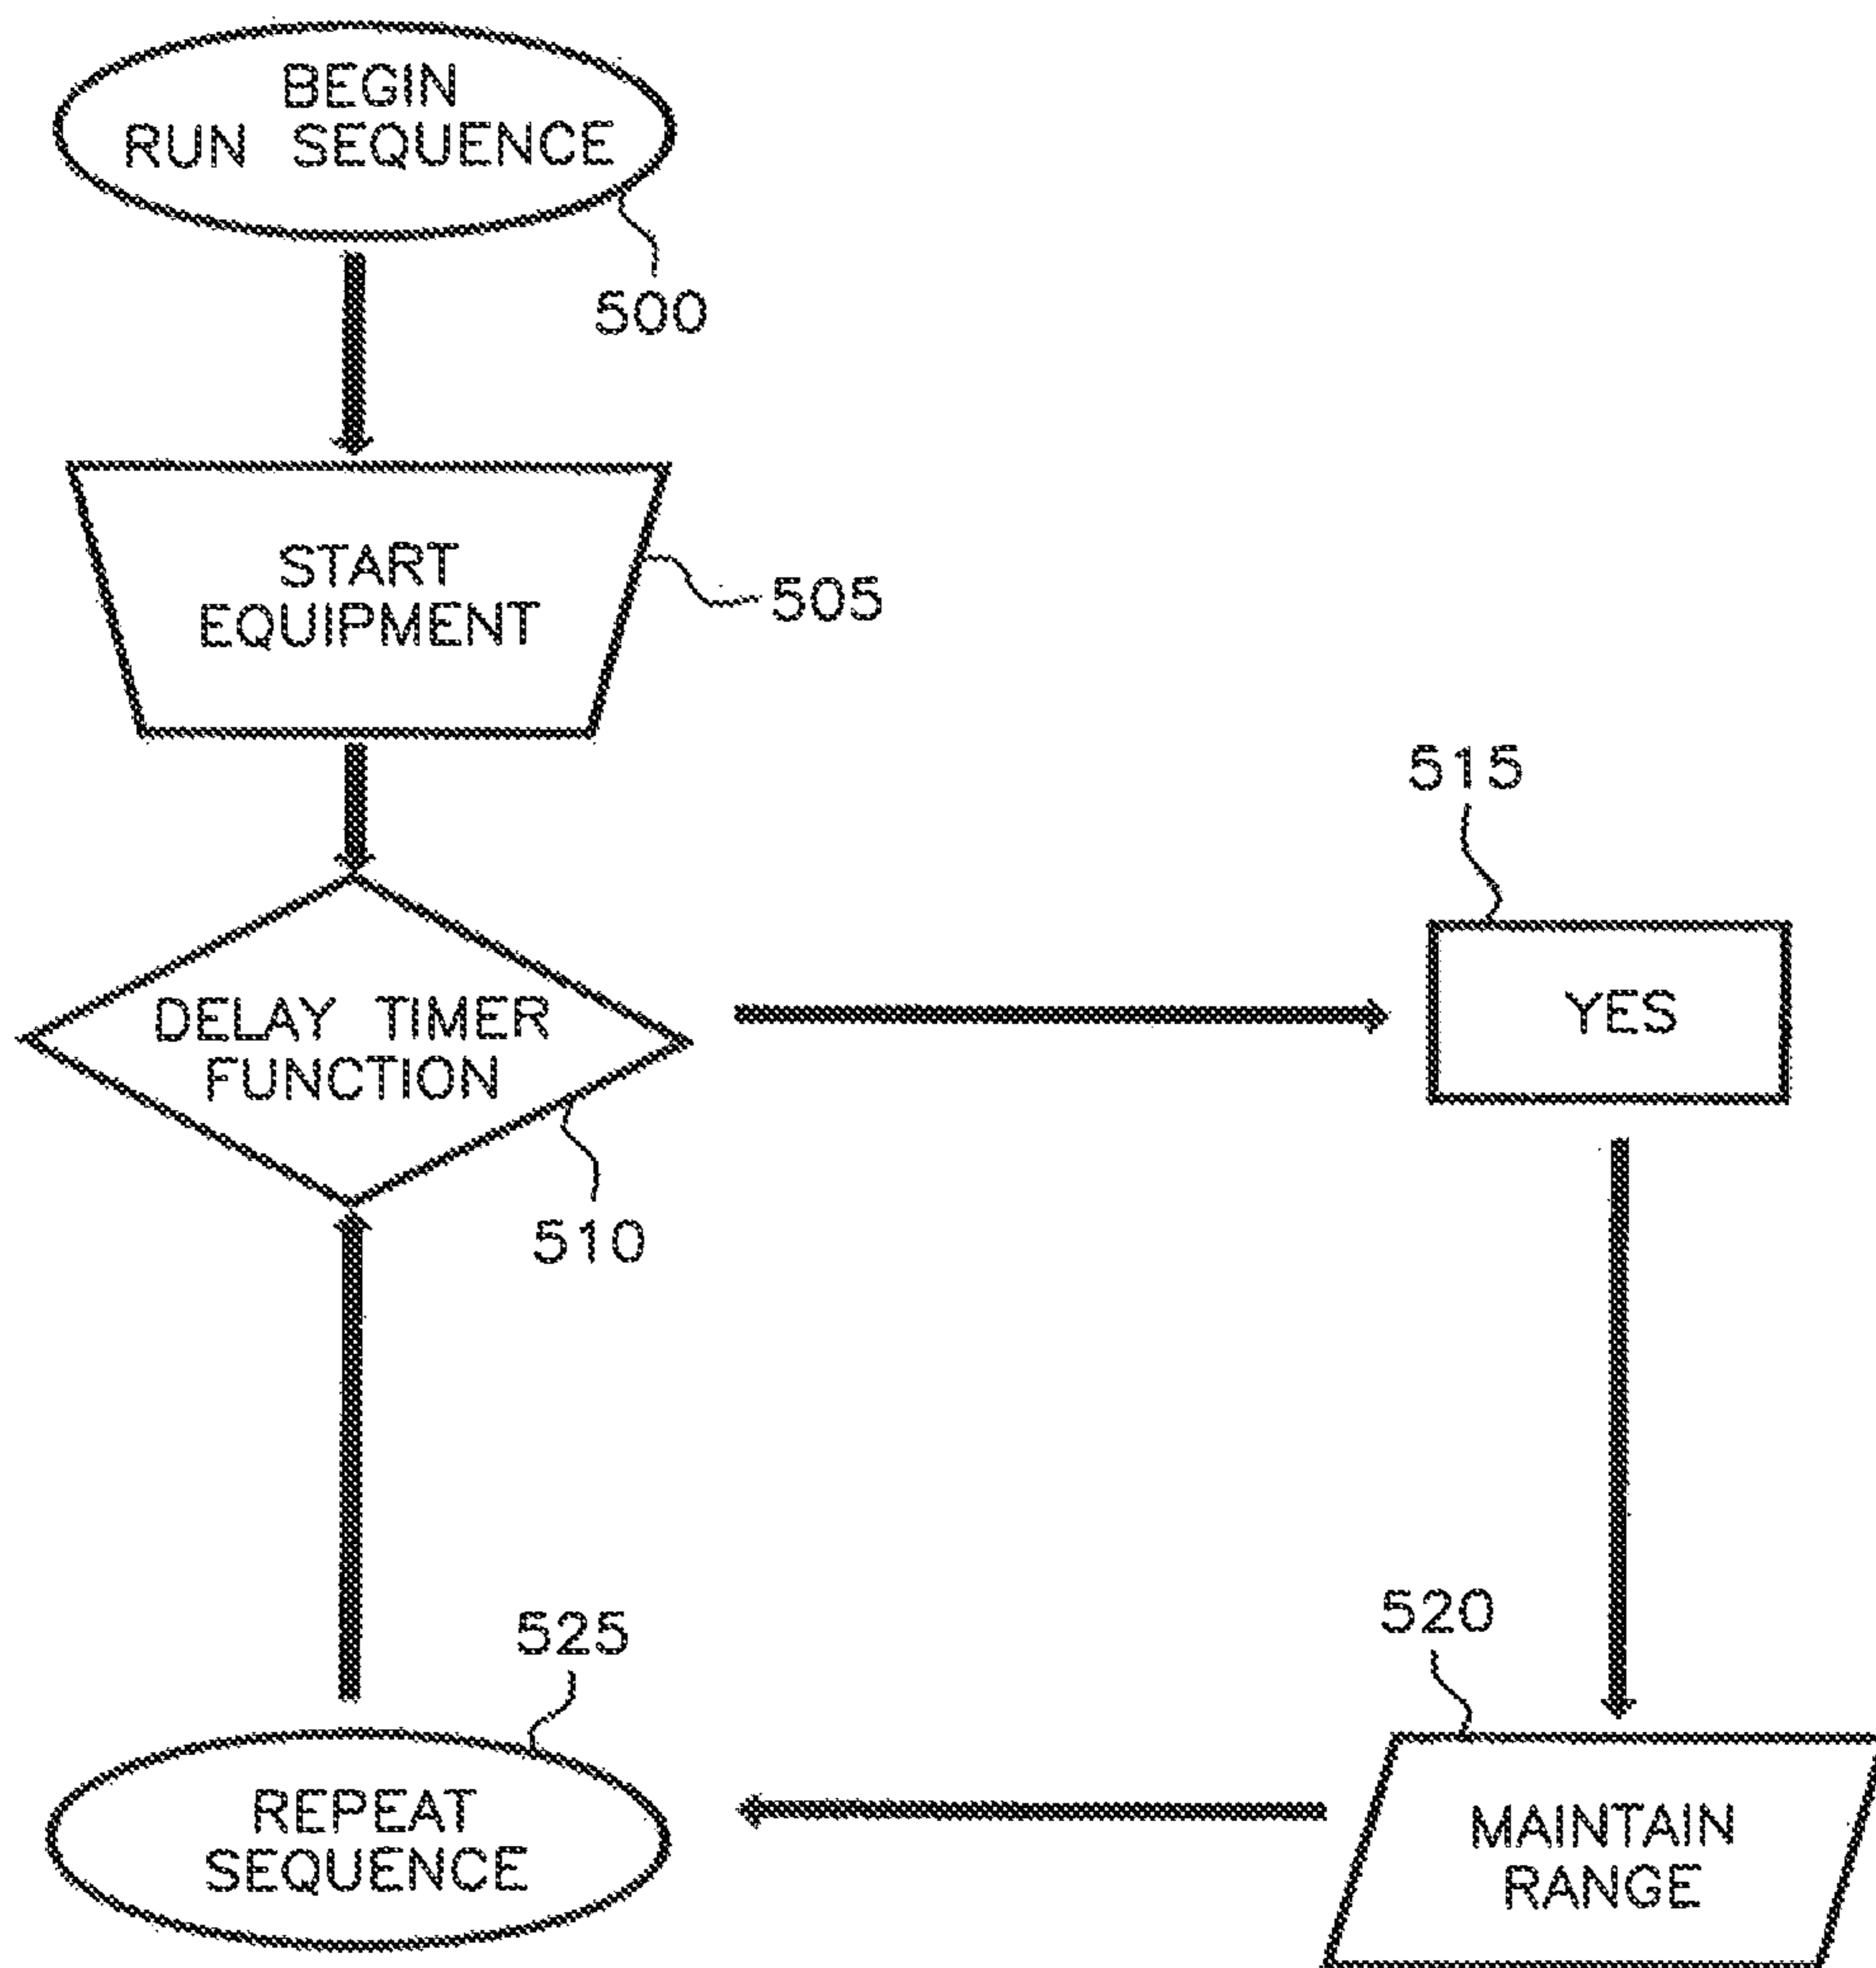 BEGIN
RUN SEQUENCE
500
START
EQUIPMENT
505
515
YES
DELAY TIMER
FUNCTION
510
525
520
REPEAT
SEQUENCE
MAINTAIN
RANGE